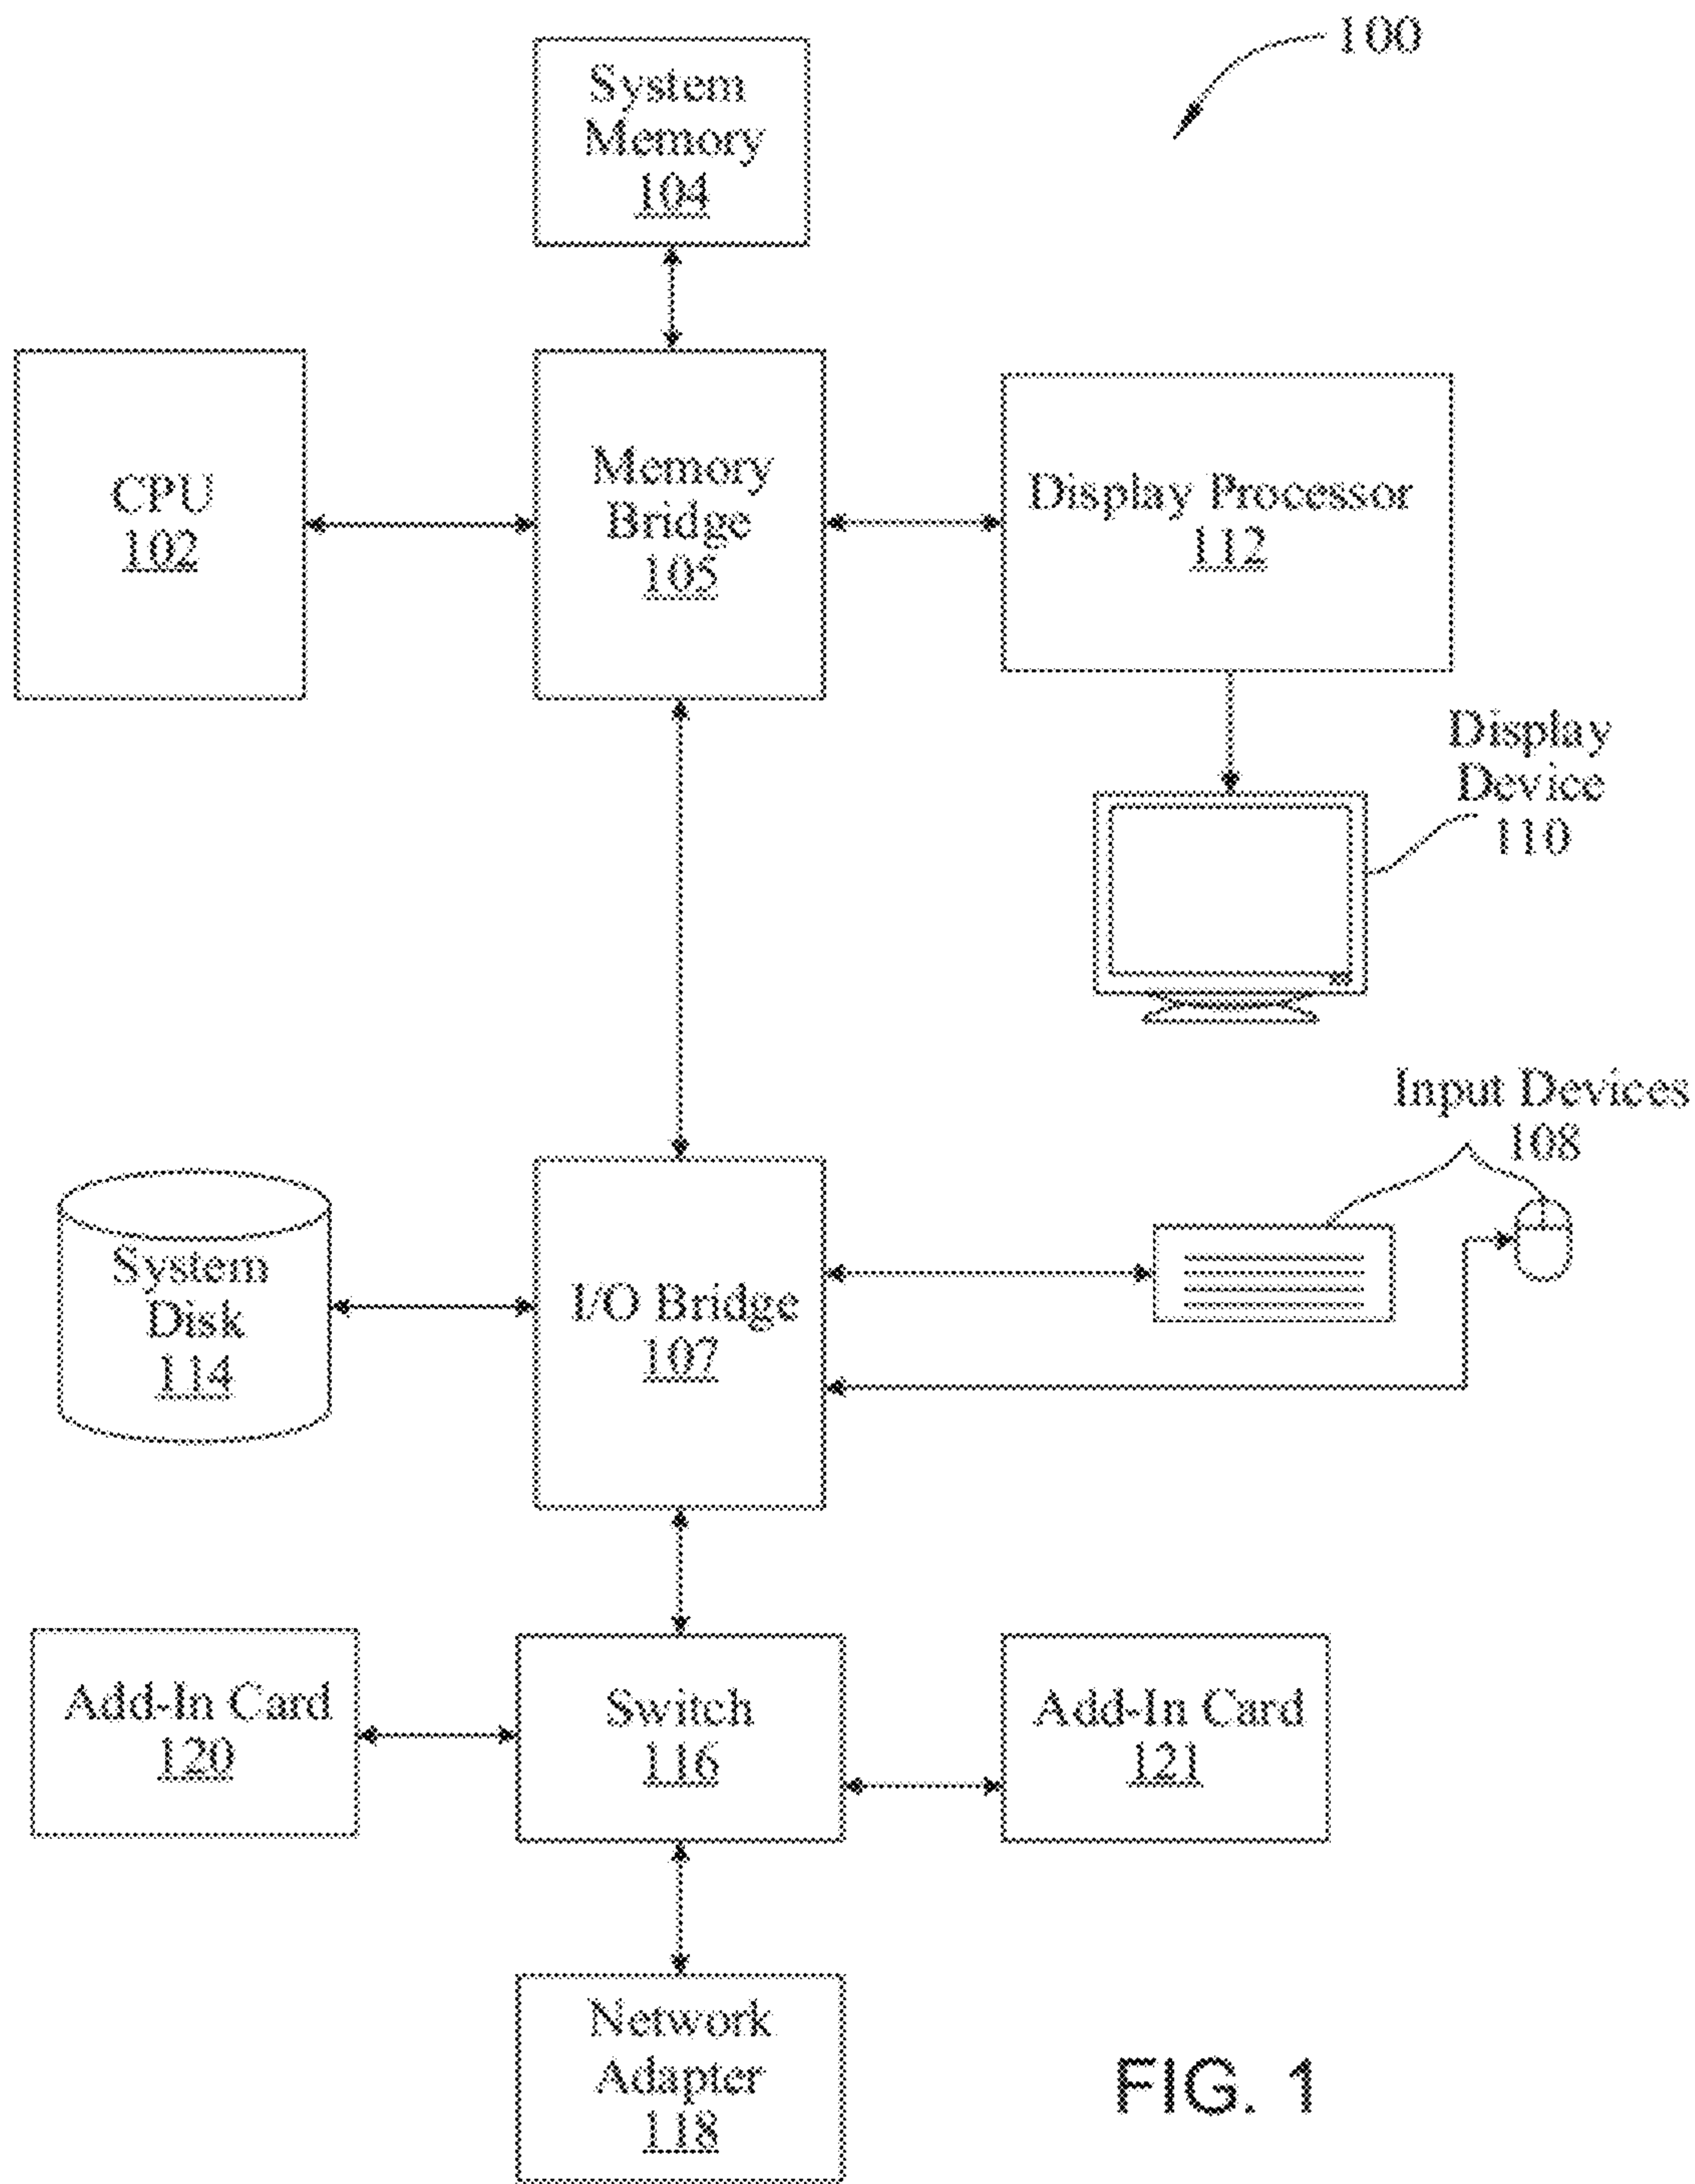 100
System
Memory
104
CPU
102
Memory
Bridge
105
Display Processor
112
Display
Device
110
Input Devices
108
System
Disk
114
I/O Bridge
107
Add-In Card
120
Switch
116
Add-In Card
121
Network
Adapter
118
FIG. 1